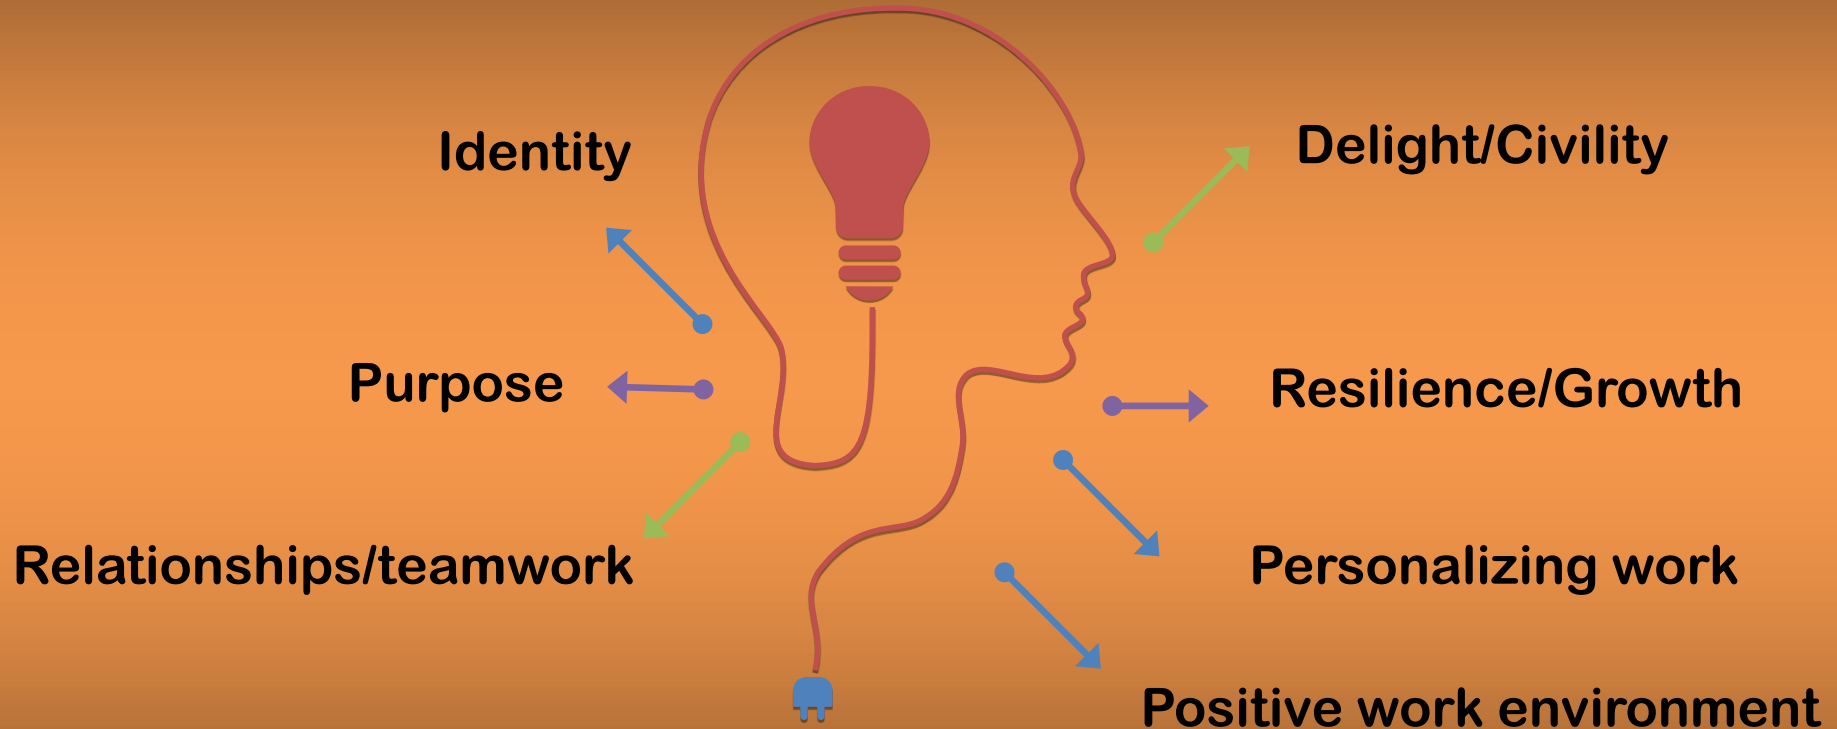 Identity
Delight/Civility
Purpose
Resilience/Growth
Relationships/teamwork
Personalizing work
Positive work environment